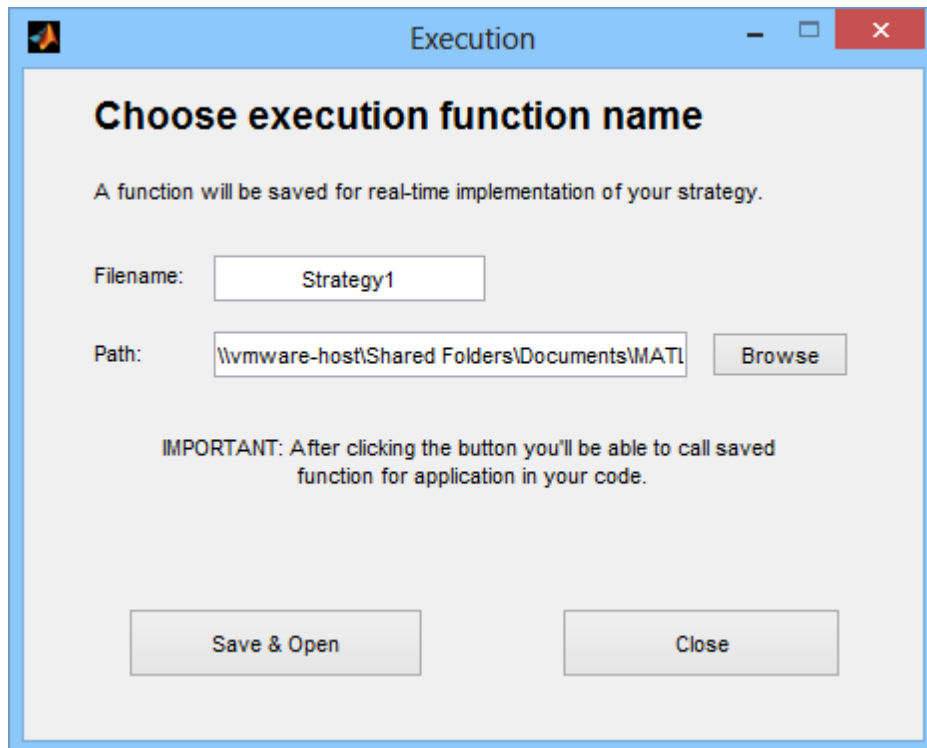 Execution
Choose execution function name
A function will be saved for real-time implementation of your strategy.
Filename: Strategy1
Path: \\vmware-host\Shared Folders\Documents\MATL Browse
IMPORTANT: After clicking the button you'll be able to call saved
function for application in your code.
Save & Open Close